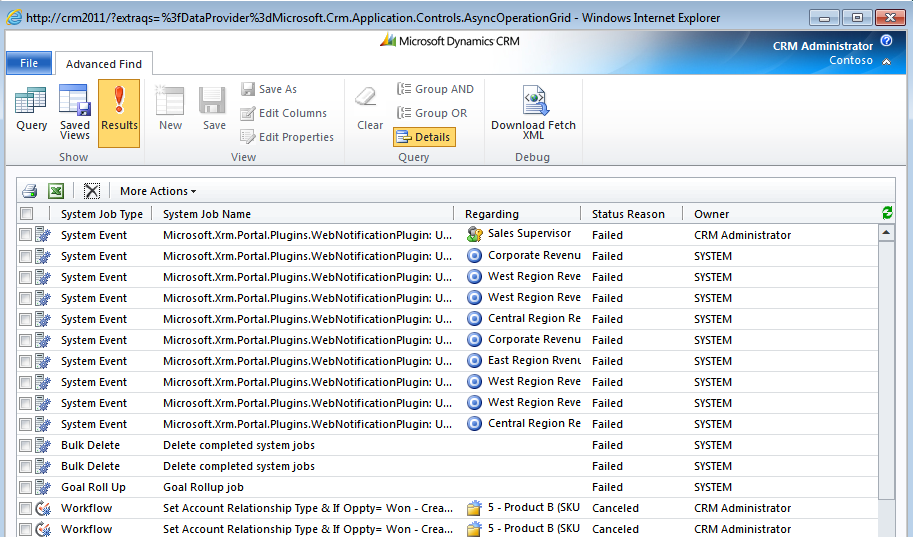 http://crm2011/?extraqs=%3fDataProvider%3dMicrosoft.Crm.Application.Controls.AsyncOperationGrid - Windows Internet Explorer
Microsoft Dynamics CRM
CRM Administrator
Contoso
File Advanced Find
Query Saved Views Results
Show
New Save Save As
Edit Columns
Edit Properties
View
Clear Group AND
Group OR
Details
Query
Download Fetch XML
Debug
More Actions
System Job Type System Job Name Regarding Status Reason Owner
System Event Microsoft.Xrm.Portal.Plugins.WebNotificationPlugin: U... Sales Supervisor Failed CRM Administrator
System Event Microsoft.Xrm.Portal.Plugins.WebNotificationPlugin: U... Corporate Revenu Failed SYSTEM
System Event Microsoft.Xrm.Portal.Plugins.WebNotificationPlugin: U... West Region Reve Failed SYSTEM
System Event Microsoft.Xrm.Portal.Plugins.WebNotificationPlugin: U... West Region Reve Failed SYSTEM
System Event Microsoft.Xrm.Portal.Plugins.WebNotificationPlugin: U... Central Region Re Failed SYSTEM
System Event Microsoft.Xrm.Portal.Plugins.WebNotificationPlugin: U... Corporate Revenu Failed SYSTEM
System Event Microsoft.Xrm.Portal.Plugins.WebNotificationPlugin: U... East Region Rvenu Failed SYSTEM
System Event Microsoft.Xrm.Portal.Plugins.WebNotificationPlugin: U... West Region Reve Failed SYSTEM
System Event Microsoft.Xrm.Portal.Plugins.WebNotificationPlugin: U... West Region Reve Failed SYSTEM
System Event Microsoft.Xrm.Portal.Plugins.WebNotificationPlugin: U... Central Region Re Failed SYSTEM
Bulk Delete Delete completed system jobs Failed SYSTEM
Bulk Delete Delete completed system jobs Failed SYSTEM
Goal Roll Up Goal Rollup job Failed SYSTEM
Workflow Set Account Relationship Type & If Oppty= Won - Crea... 5 - Product B (SKU Canceled CRM Administrator
Workflow Set Account Relationship Type & If Oppty= Won - Crea... 5 - Product B (SKU Canceled CRM Administrator